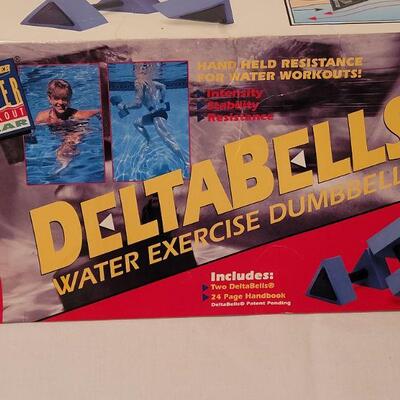 HAND HELD RESISTANCE
FOR WATER WORKOUTS!
Intensity
Stability
Resistance
DELTABELLS
WATER EXERCISE DUMBBELL
Includes:
Two DeltaBells®
24 Page Handbook
DeltaBells® Patent Pending